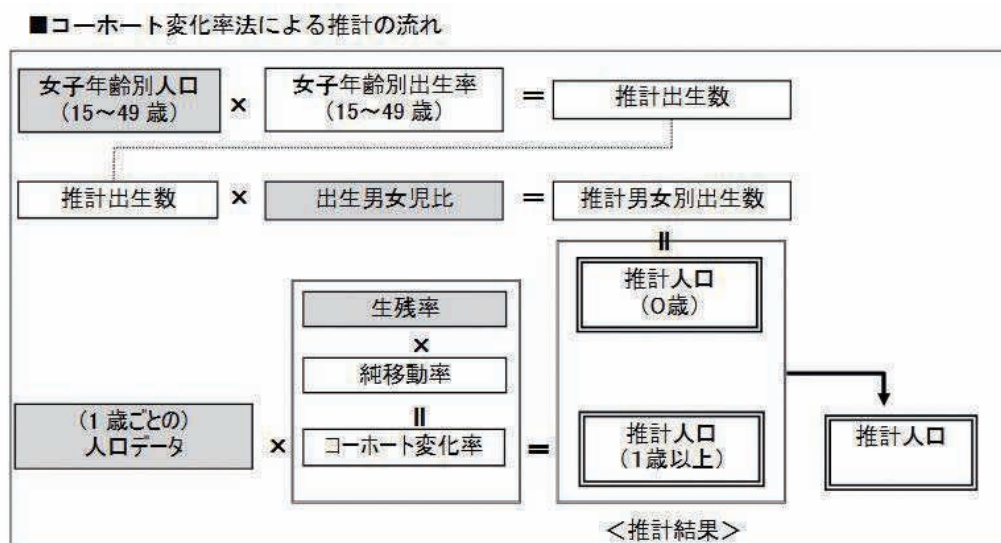 ■コーホート変化率法による推計の流れ
女子年齢別人口
(15～49 歳)
×
女子年齢別出生率
(15～49 歳)
＝
推計出生数
推計出生数
×
出生男女児比
＝
推計男女別出生数
||
推計人口
(0歳)
生残率
×
純移動率
||
(1 歳ごとの)
人口データ
×
コーホート変化率
＝
推計人口
(1歳以上)
推計人口
＜推計結果＞